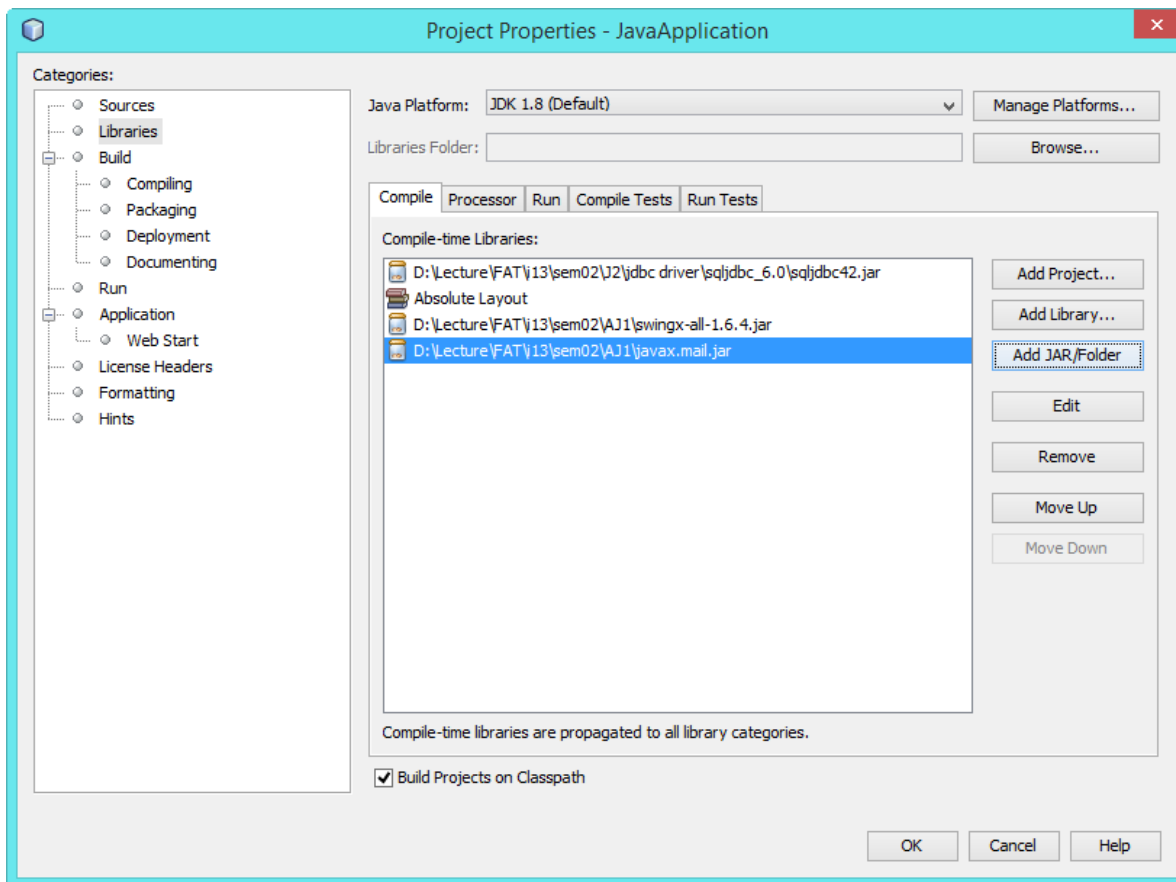 Project Properties - JavaApplication
Categories:
Sources
Libraries
Build
Compiling
Packaging
Deployment
Documenting
Run
Application
Web Start
License Headers
Formatting
Hints
Java Platform: JDK 1.8 (Default) Manage Platforms...
Libraries Folder: Browse...
Compile Processor Run Compile Tests Run Tests
Compile-time Libraries:
D:\Lecture\FAT\i13\sem02\J2\jdbc driver\sqljdbc_6.0\sqljdbc42.jar
Absolute Layout
D:\Lecture\FAT\i13\sem02\AJ1\swingx-all-1.6.4.jar
D:\Lecture\FAT\i13\sem02\AJ1\javax.mail.jar
Add Project...
Add Library...
Add JAR/Folder
Edit
Remove
Move Up
Move Down
Compile-time libraries are propagated to all library categories.
Build Projects on Classpath
OK Cancel Help